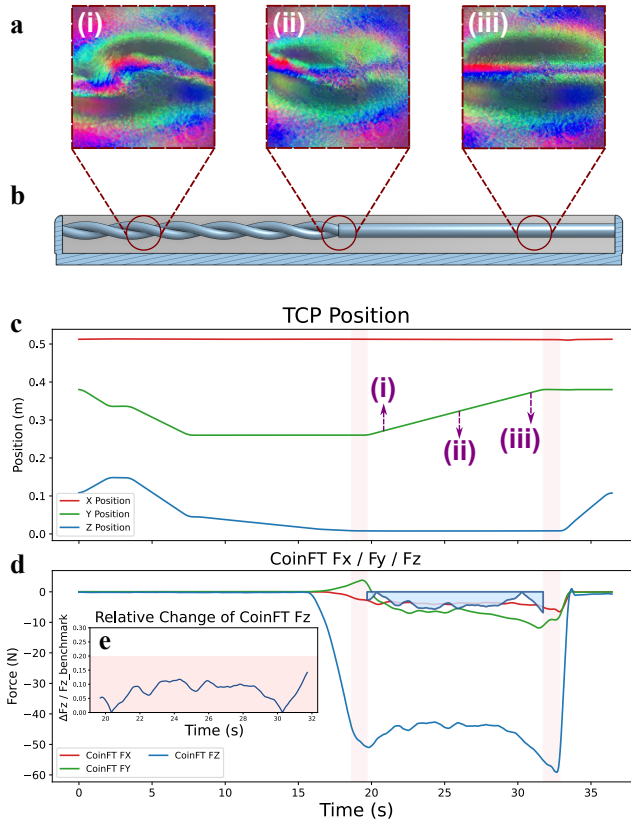 a
(i)
(ii)
(iii)
b
c
TCP Position
Position (m)
0.5
0.4
0.3
0.2
0.1
0.0
(i)
(ii)
(iii)
X Position
Y Position
Z Position
d
CoinFT Fx / Fy / Fz
Force (N)
0
−10
−20
−30
−40
−50
−60
e
Relative Change of CoinFT Fz
ΔFz / Fz_benchmark
0.30
0.25
0.20
0.15
0.10
0.05
0.00
20 22 24 26 28 30 32
Time (s)
CoinFT FX
CoinFT FY
CoinFT FZ
0 5 10 15 20 25 30 35
Time (s)